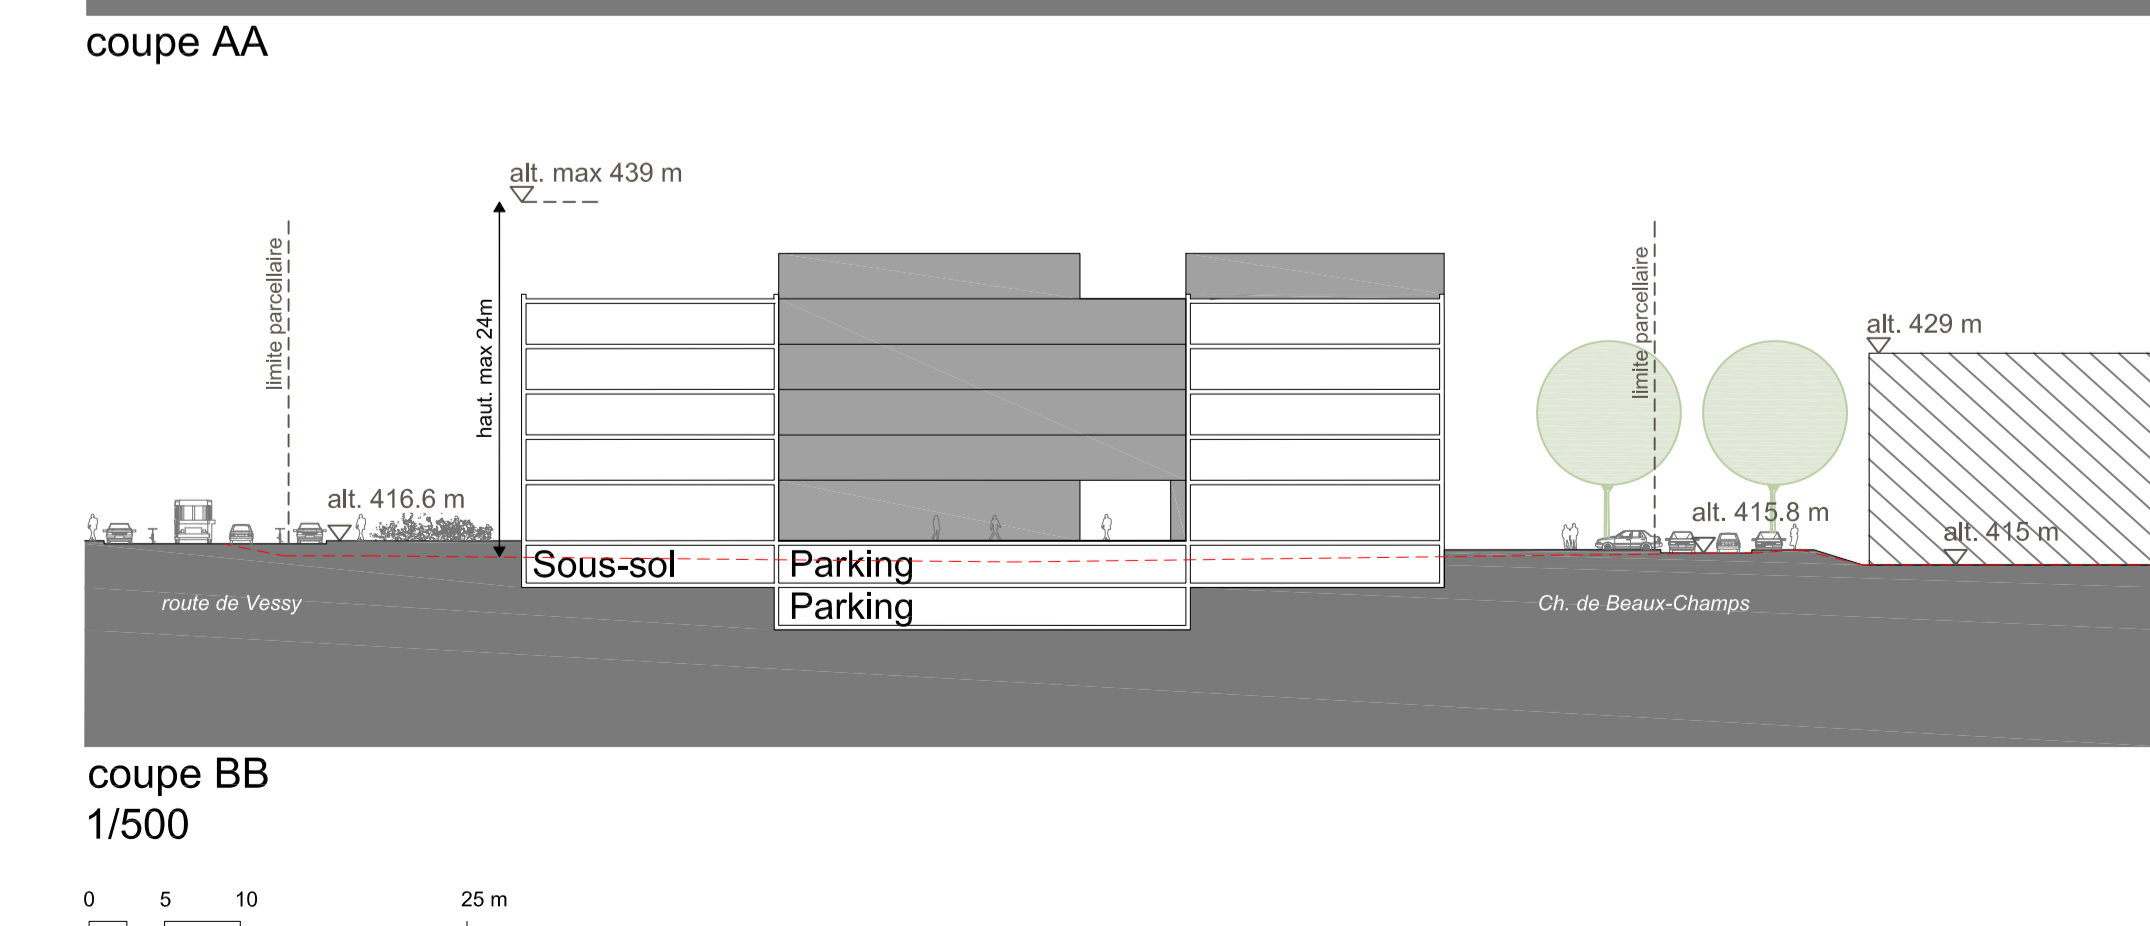 coupe AA
alt. max 439 m
limite parcellaire
haut. max 24m
limite parcellaire
alt. 429 m
alt. 416.6 m
alt. 415.8 m
alt. 415 m
Sous-sol
Parking
Parking
route de Vessy
Ch. de Beaux-Champs
coupe BB
1/500
0 5 10 25 m